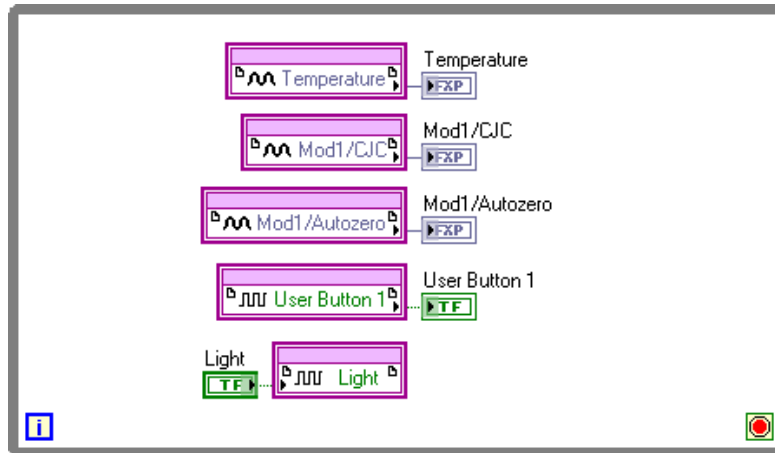 Temperature
Temperature
FXP
Mod1/CJC
Mod1/CJC
FXP
Mod1/Autozero
Mod1/Autozero
FXP
User Button 1
User Button 1
TF
Light
TF
Light
i